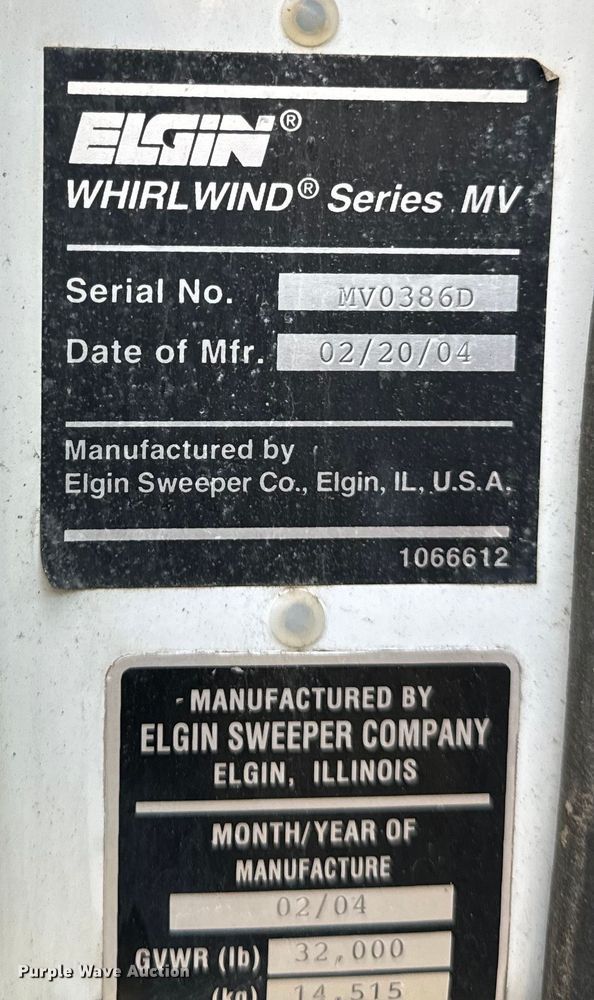 ELGIN®
WHIRLWIND® Series MV
Serial No. MV0386D
Date of Mfr. 02/20/04
Manufactured by
Elgin Sweeper Co., Elgin, IL, U.S.A.
1066612
MANUFACTURED BY
ELGIN SWEEPER COMPANY
ELGIN, ILLINOIS
MONTH/YEAR OF
MANUFACTURE
02/04
GVWR (lb) 32,000
(kg) 14,515
Purple Wave Auction